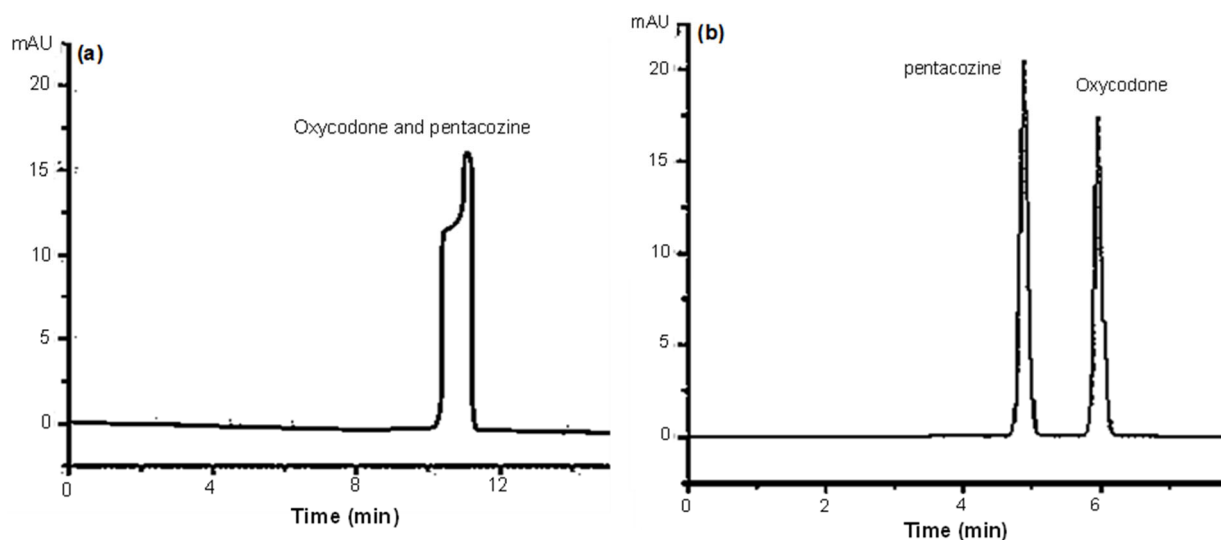 mAU
(a)
20
Oxycodone and pentacozine
15
10
5
0
0 4 8 12
Time (min)
mAU
(b)
20
pentacozine
Oxycodone
15
10
5
0
0 2 4 6
Time (min)